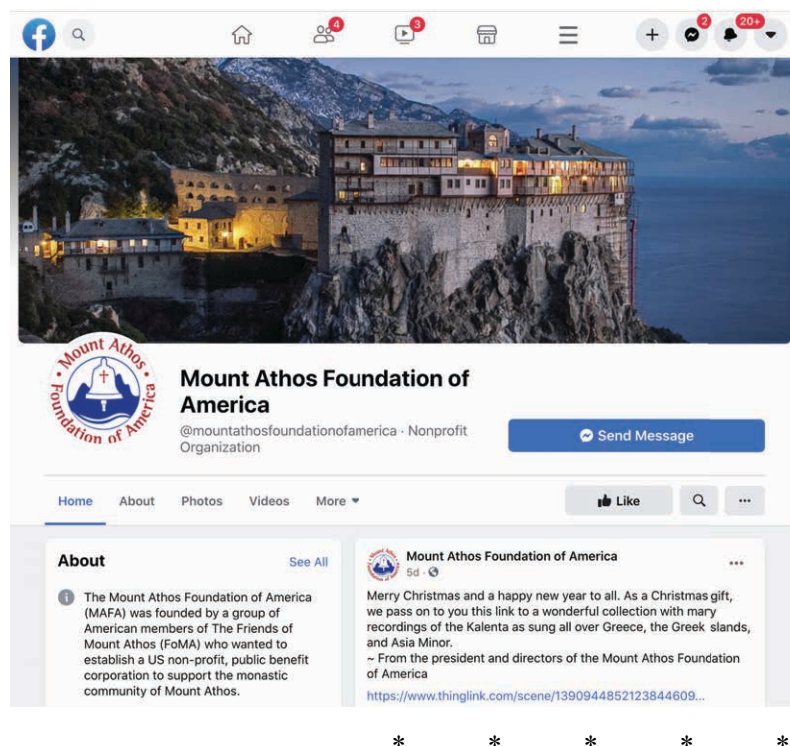 4
3
2
20+
Mount Athos
Foundation of America
Mount Athos Foundation of
America
@mountathosfoundationofamerica · Nonprofit
Organization
Send Message
Home About Photos Videos More
Like
About
See All
The Mount Athos Foundation of America
(MAFA) was founded by a group of
American members of The Friends of
Mount Athos (FoMA) who wanted to
establish a US non-profit, public benefit
corporation to support the monastic
community of Mount Athos.
Mount Athos Foundation of America
5d ·
Merry Christmas and a happy new year to all. As a Christmas gift,
we pass on to you this link to a wonderful collection with mary
recordings of the Kalenta as sung all over Greece, the Greek slands,
and Asia Minor.
~ From the president and directors of the Mount Athos Foundation
of America
https://www.thinglink.com/scene/1390944852123844609...
* * * * *